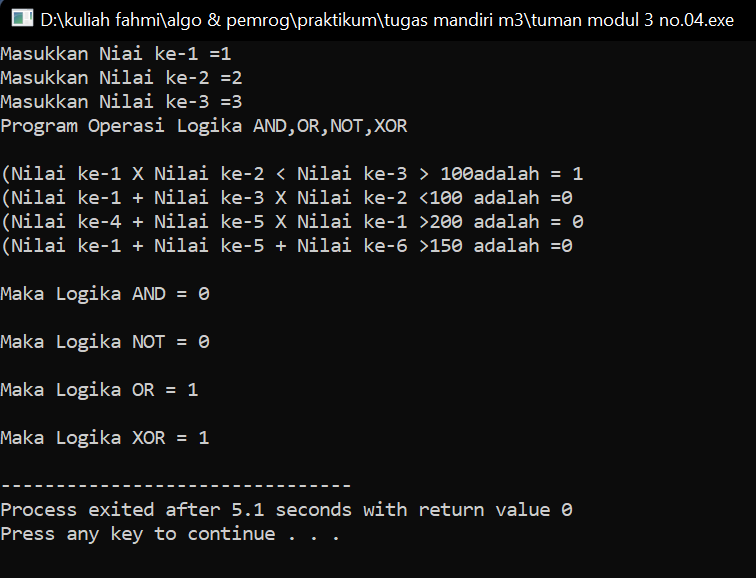 D:\kuliah fahmi\algo & pemrog\praktikum\tugas mandiri m3\tuman modul 3 no.04.exe
Masukkan Niai ke-1 =1
Masukkan Nilai ke-2 =2
Masukkan Nilai ke-3 =3
Program Operasi Logika AND,OR,NOT,XOR
(Nilai ke-1 X Nilai ke-2 < Nilai ke-3 > 100adalah = 1
(Nilai ke-1 + Nilai ke-3 X Nilai ke-2 <100 adalah =0
(Nilai ke-4 + Nilai ke-5 X Nilai ke-1 >200 adalah = 0
(Nilai ke-1 + Nilai ke-5 + Nilai ke-6 >150 adalah =0
Maka Logika AND = 0
Maka Logika NOT = 0
Maka Logika OR = 1
Maka Logika XOR = 1
--------------------------------
Process exited after 5.1 seconds with return value 0
Press any key to continue . . .